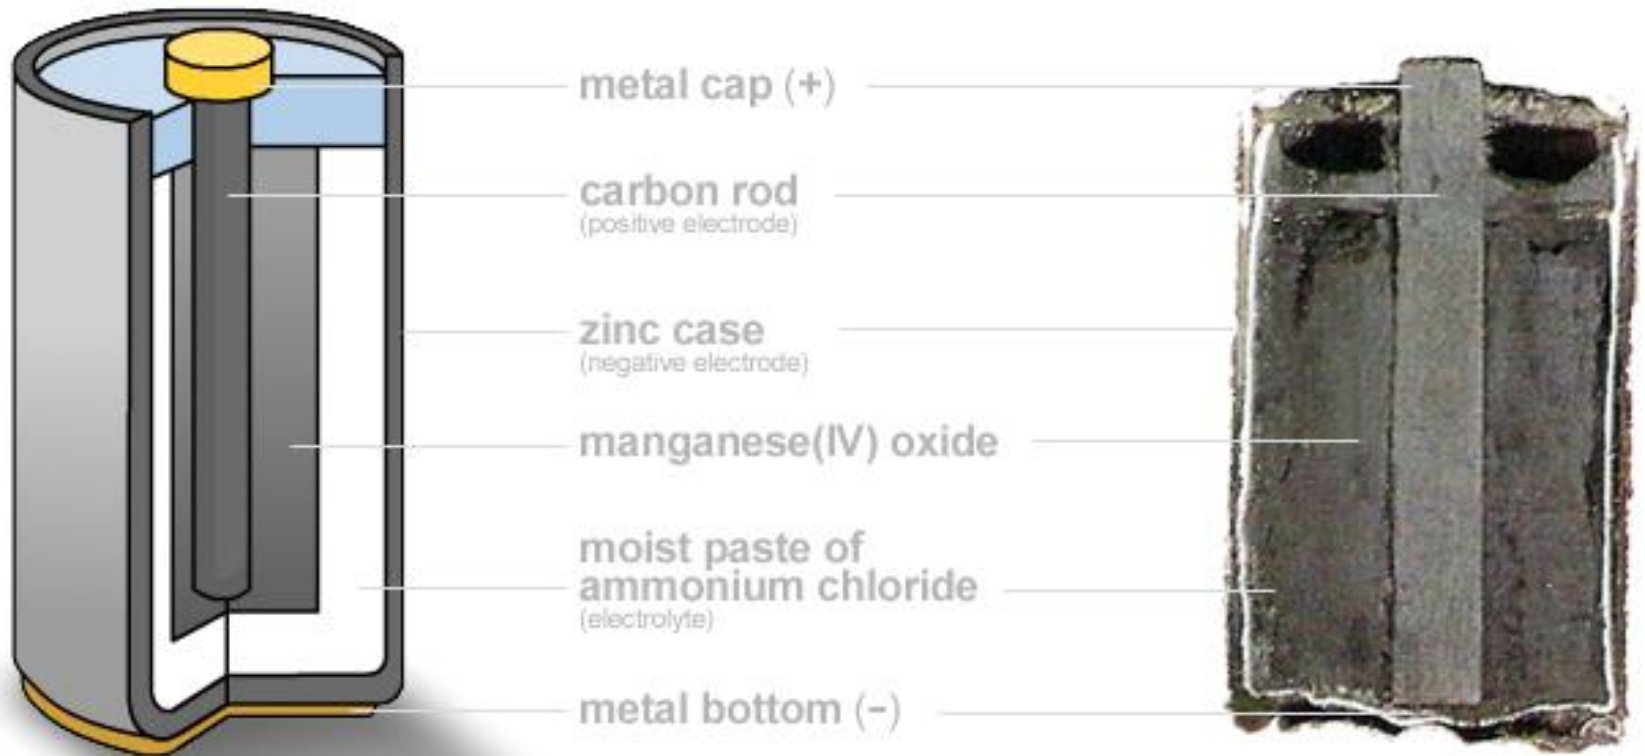 metal cap (+)
carbon rod
(positive electrode)
zinc case
(negative electrode)
manganese(IV) oxide
moist paste of
ammonium chloride
(electrolyte)
metal bottom (−)